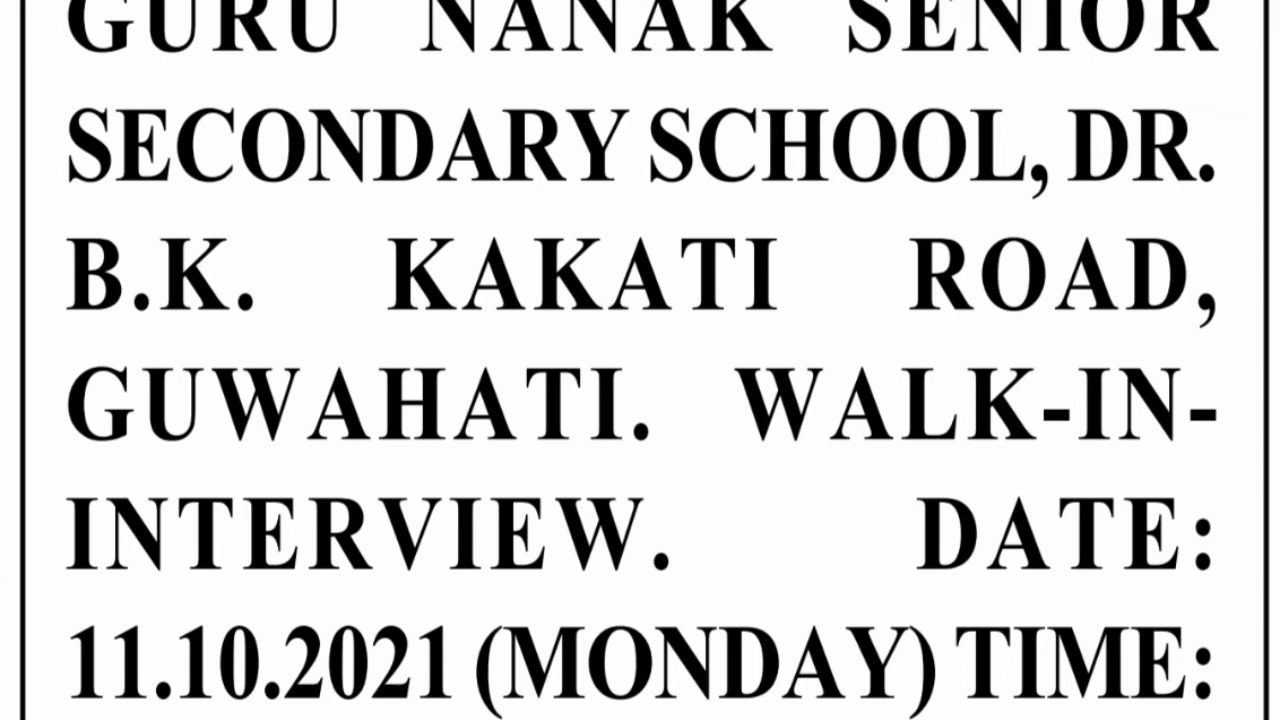 GURU NANAK SENIOR
SECONDARY SCHOOL, DR.
B.K. KAKATI ROAD,
GUWAHATI. WALK-IN-
INTERVIEW. DATE:
11.10.2021 (MONDAY) TIME: